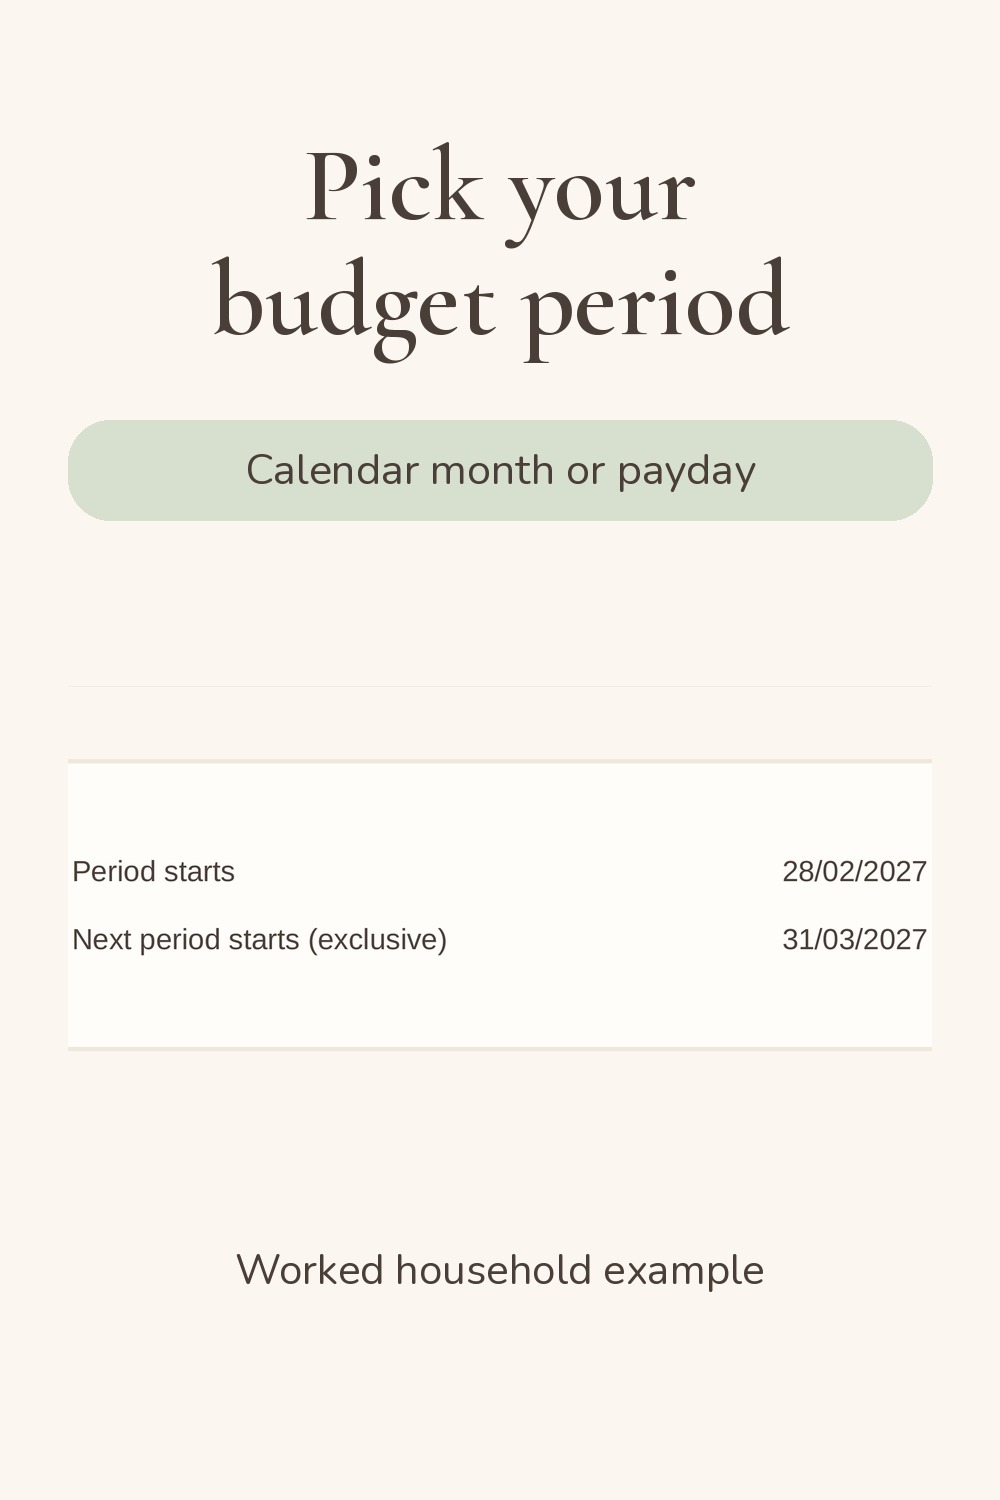 Pick your
budget period
Calendar month or payday
Period starts 28/02/2027
Next period starts (exclusive) 31/03/2027
Worked household example